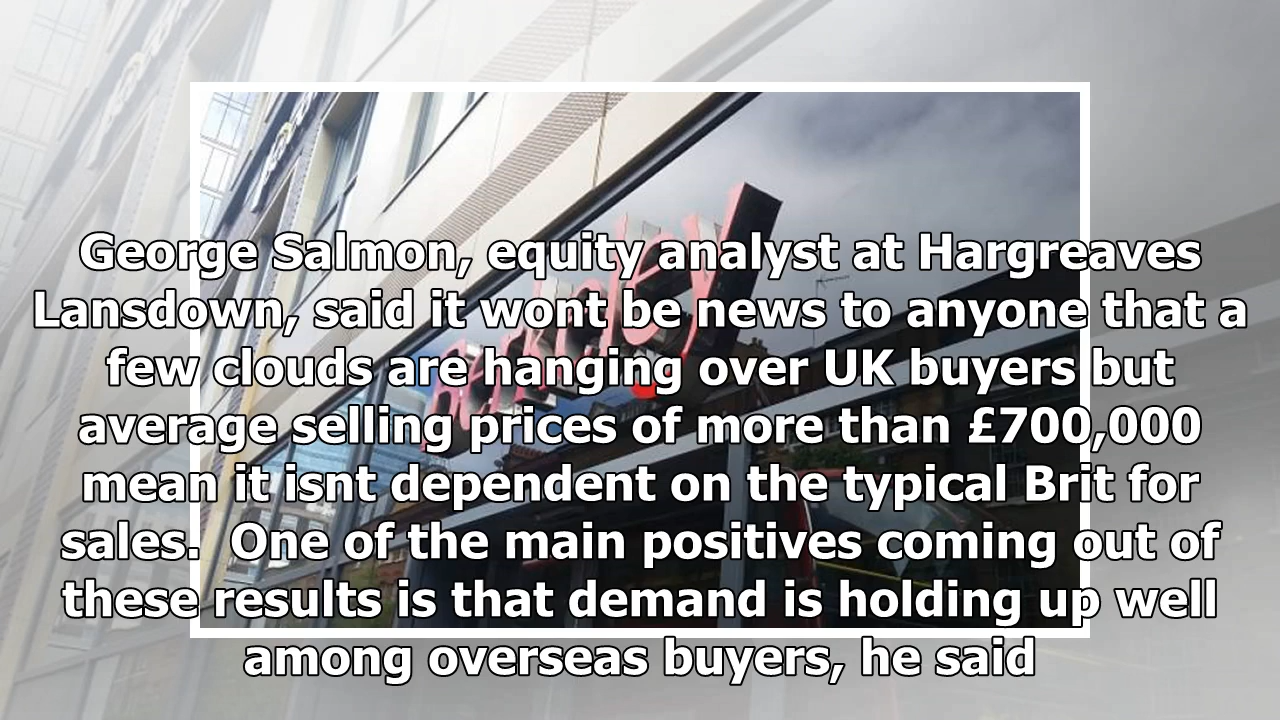 George Salmon, equity analyst at Hargreaves
Lansdown, said it wont be news to anyone that a
few clouds are hanging over UK buyers but
average selling prices of more than £700,000
mean it isnt dependent on the typical Brit for
sales.  One of the main positives coming out of
these results is that demand is holding up well
among overseas buyers, he said
Berkeley